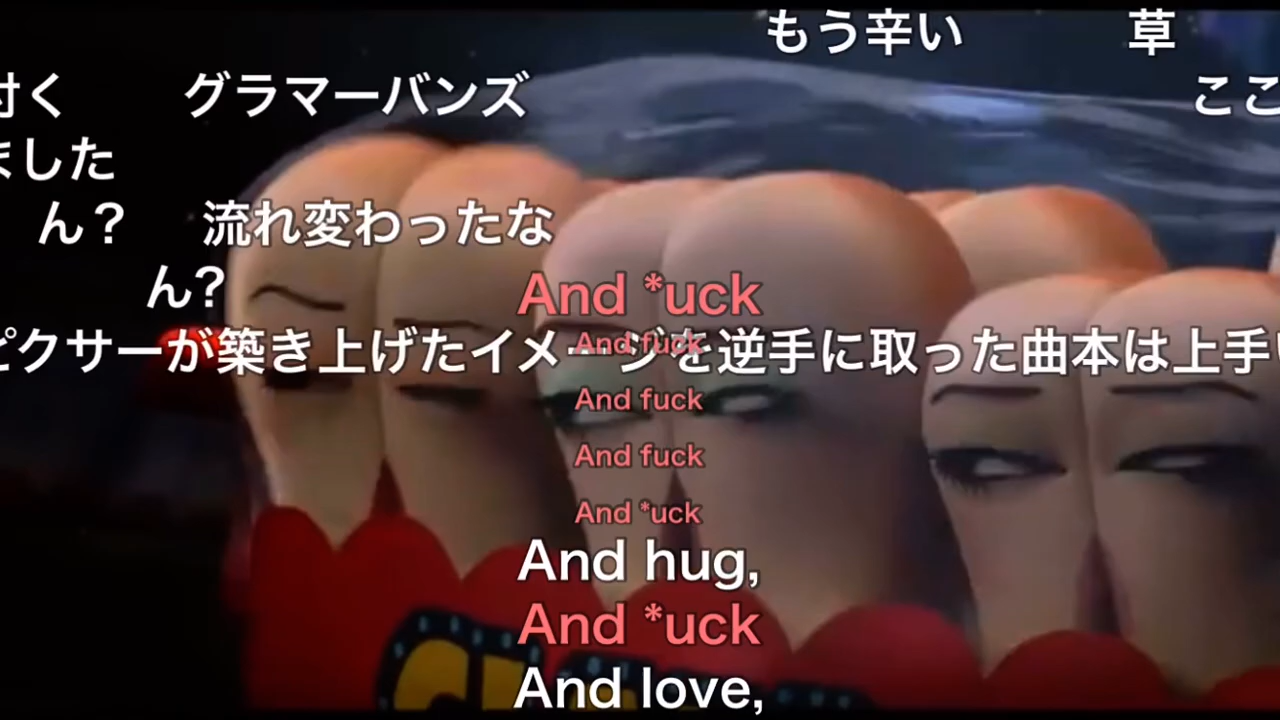 もう辛い 草
付く グラマーバンズ ここ
ました
ん？ 流れ変わったな
ん?
And *uck
And fuck
ピクサーが築き上げたイメージを逆手に取った曲本は上手い
And fuck
And fuck
And *uck
And hug,
And *uck
And love,